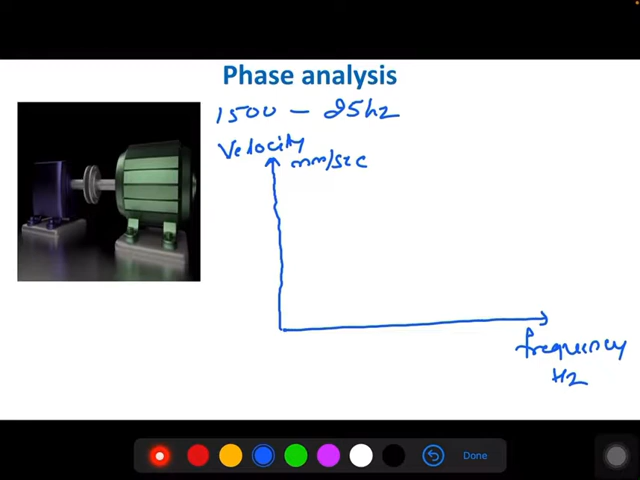 Phase analysis
1500 - 25hz
Velocity
mm/sec
frequency
Hz
Done